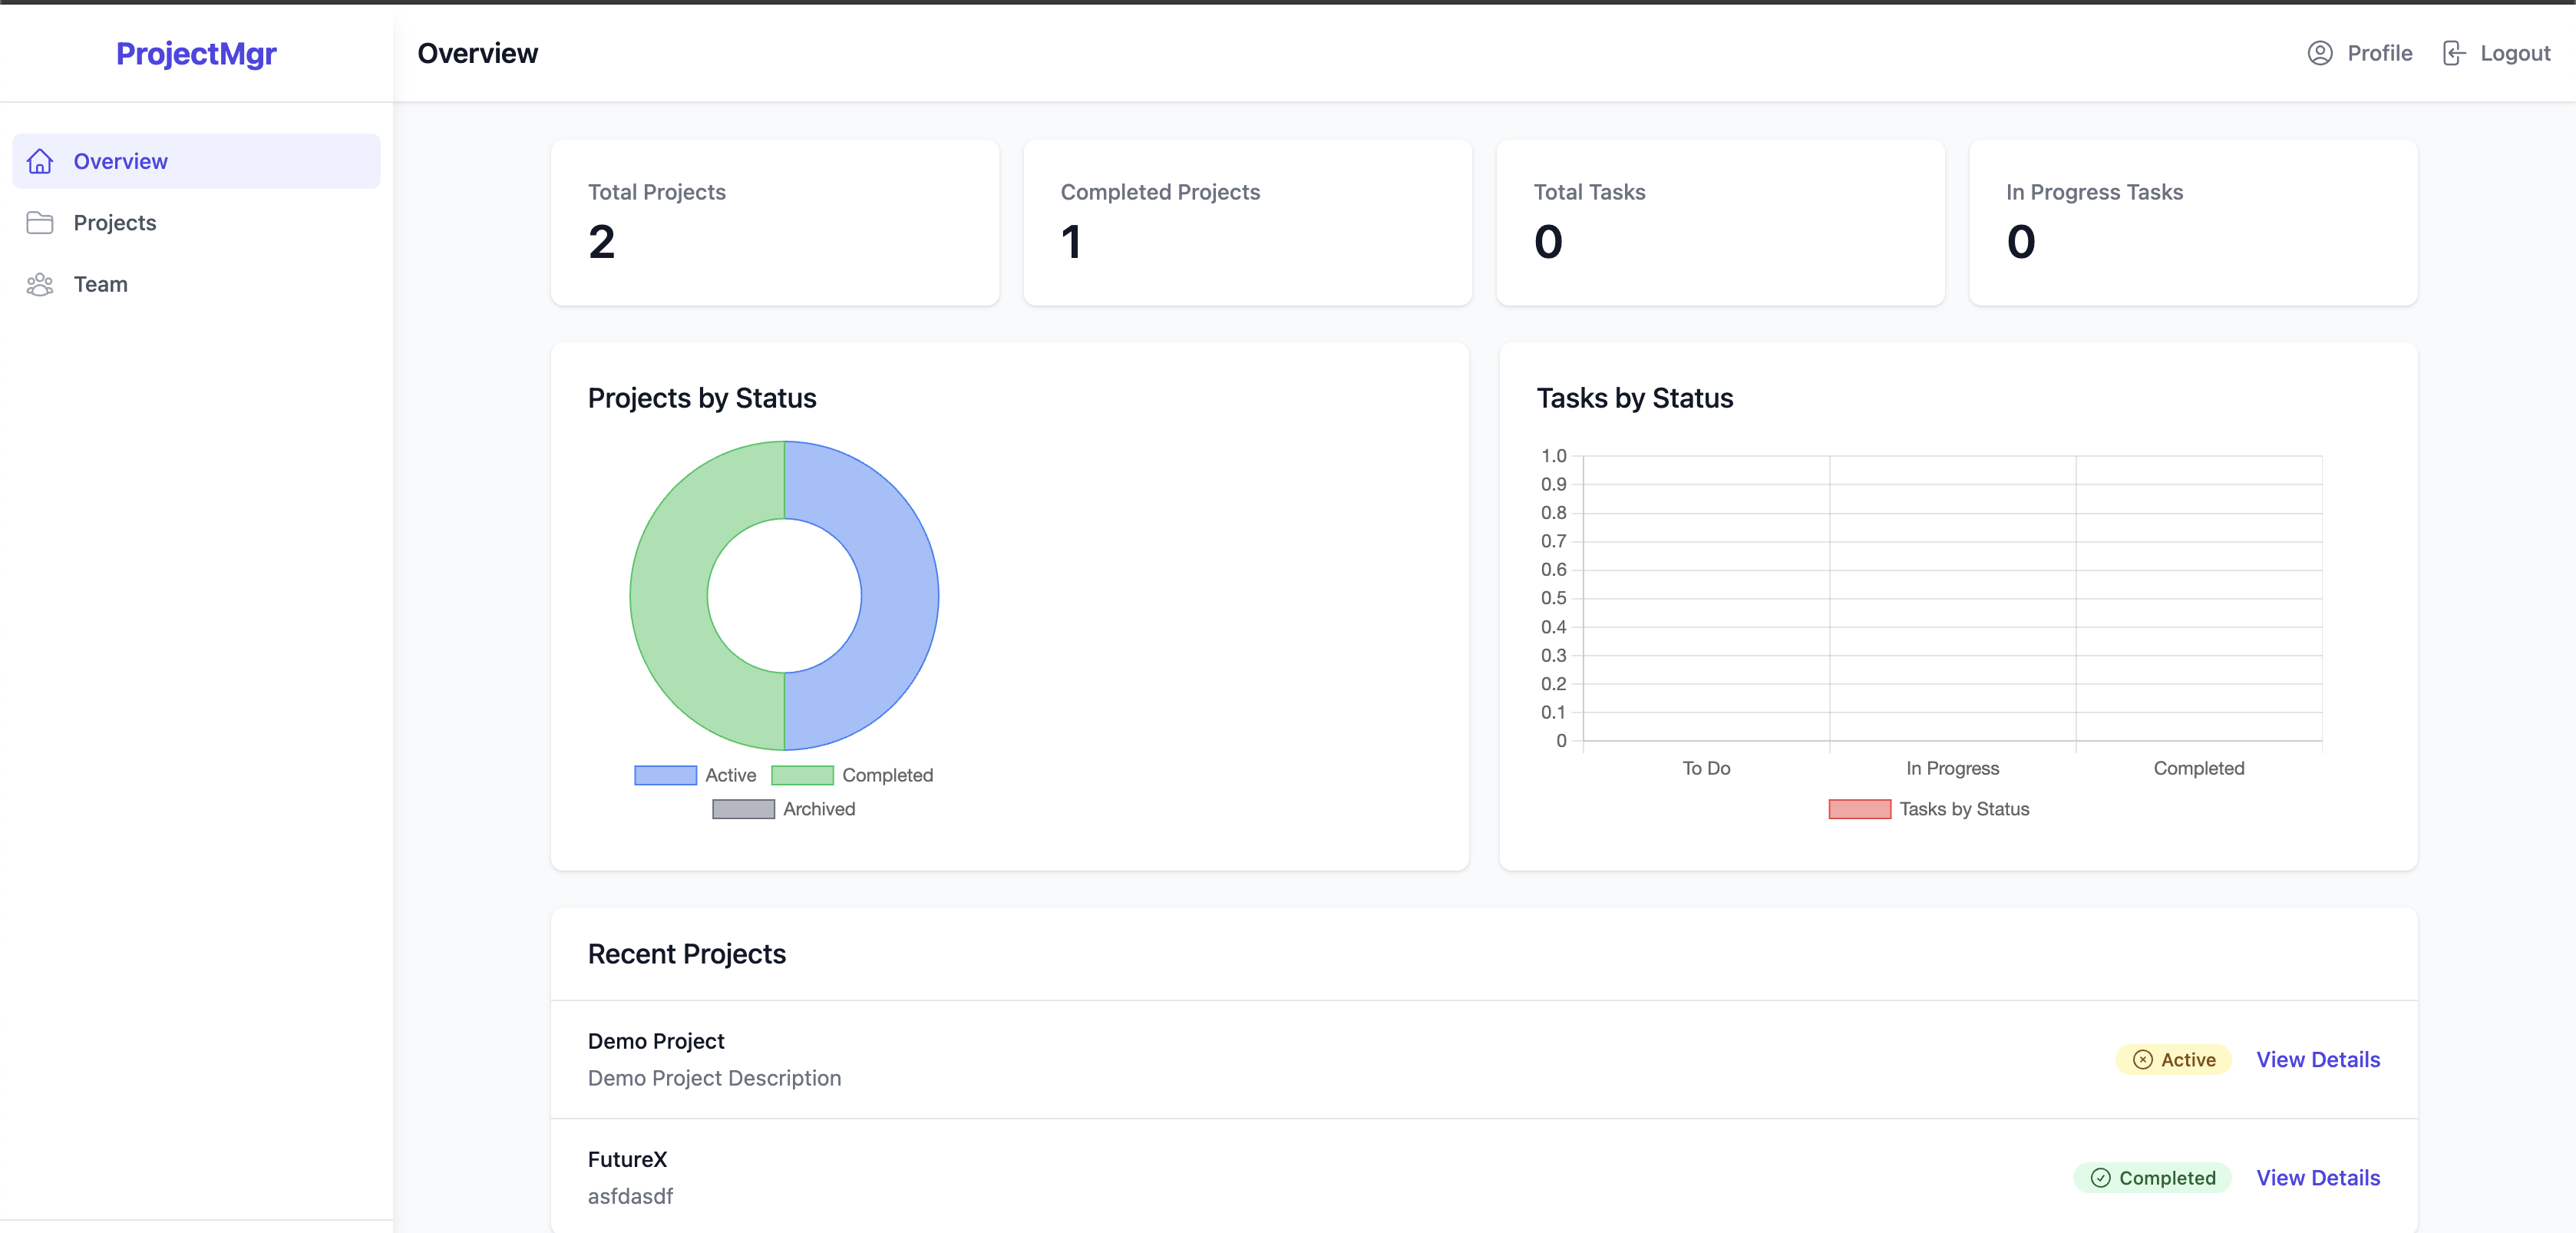 ProjectMgr
Overview
Profile
Logout
Overview
Projects
Team
Total Projects
2
Completed Projects
1
Total Tasks
0
In Progress Tasks
0
Projects by Status
Active
Completed
Archived
Tasks by Status
1.0
0.9
0.8
0.7
0.6
0.5
0.4
0.3
0.2
0.1
0
To Do
In Progress
Completed
Tasks by Status
Recent Projects
Demo Project
Demo Project Description
Active
View Details
FutureX
asfdasdf
Completed
View Details